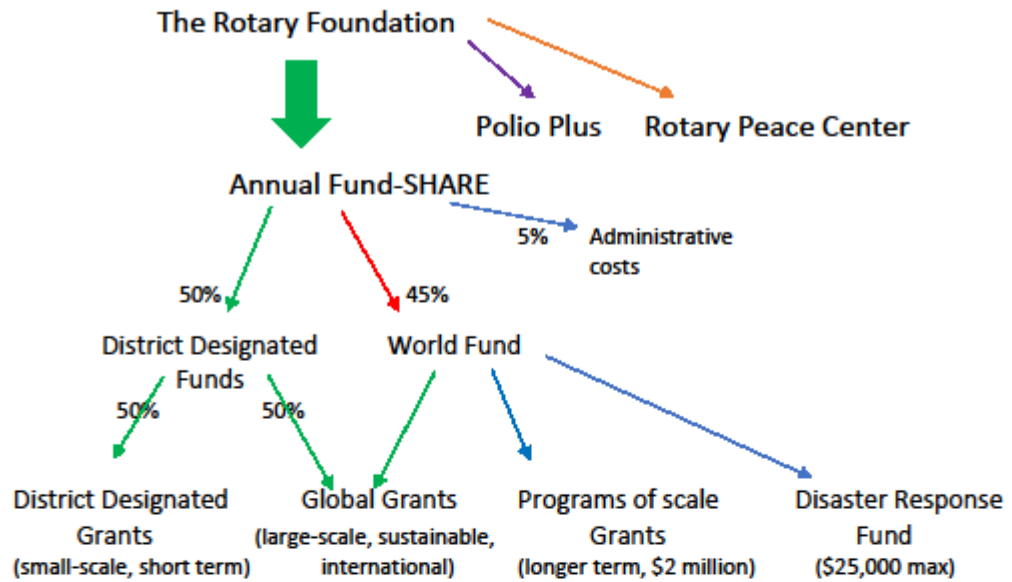 The Rotary Foundation
Polio Plus
Rotary Peace Center
Annual Fund-SHARE
5%
Administrative
costs
50%
45%
District Designated
Funds
World Fund
50%
50%
District Designated
Grants
(small-scale, short term)
Global Grants
(large-scale, sustainable,
international)
Programs of scale
Grants
(longer term, $2 million)
Disaster Response
Fund
($25,000 max)